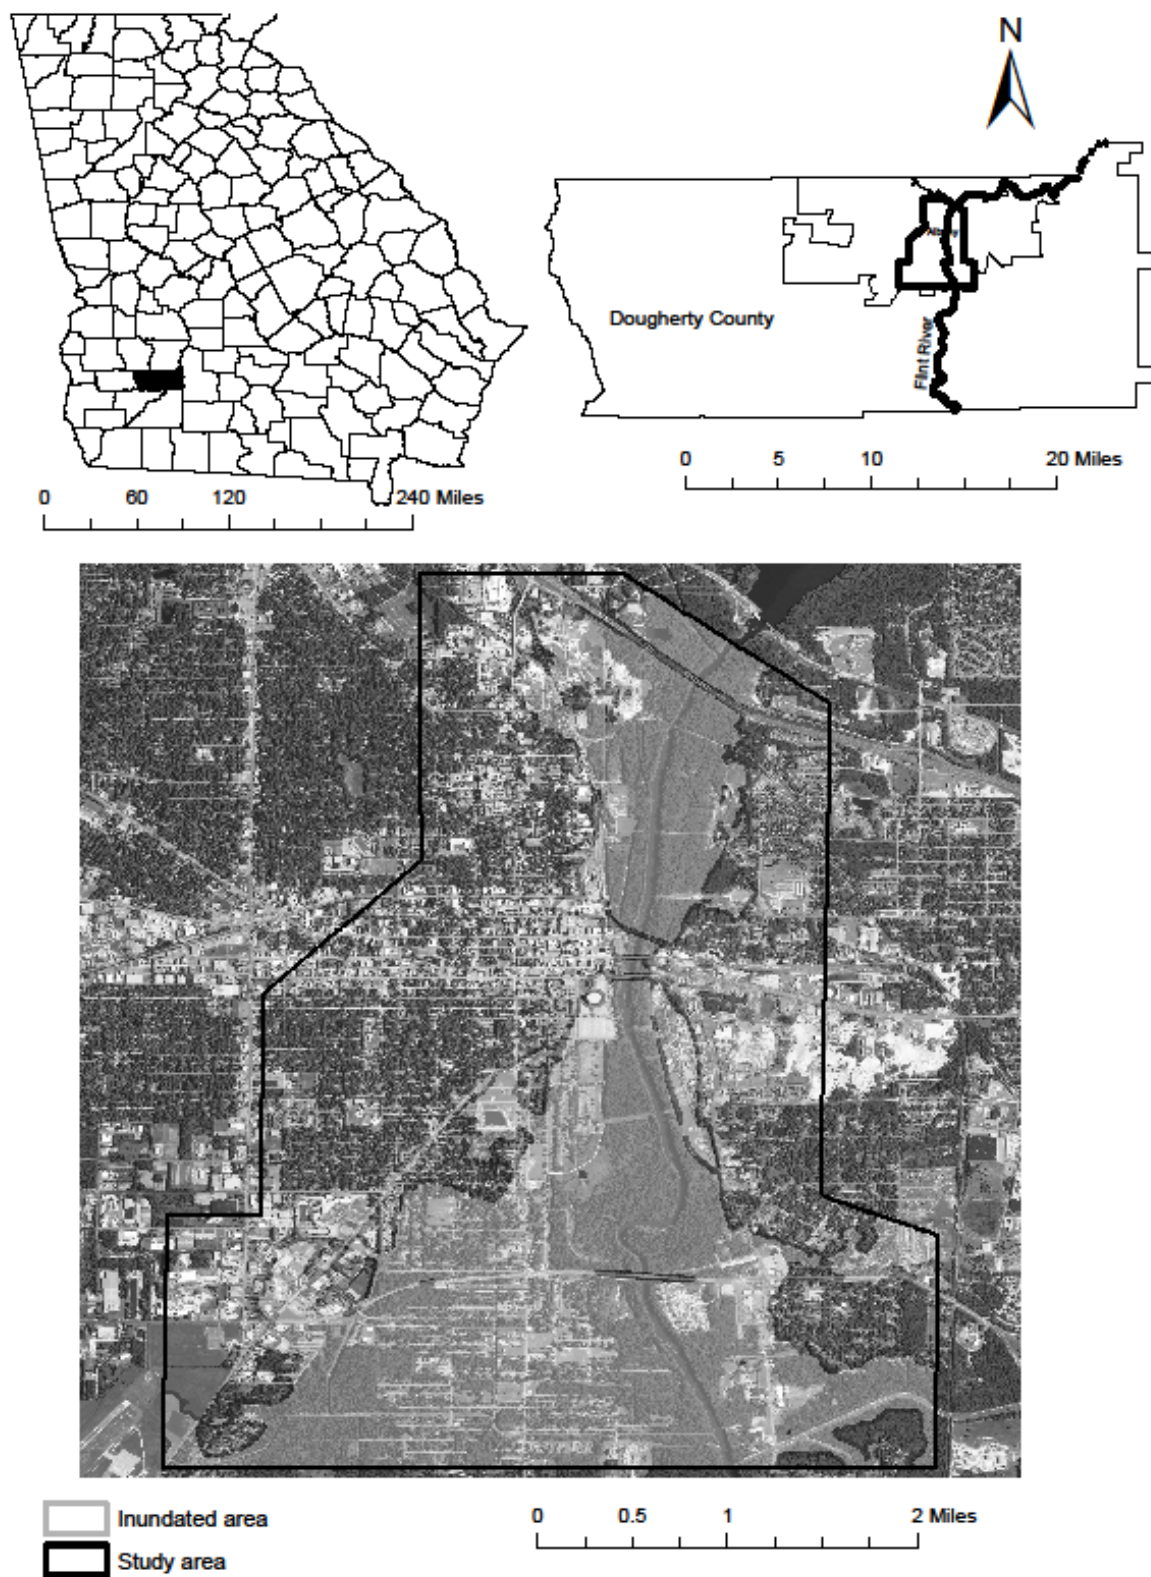 N
Dougherty County
Flint River
0 5 10 20 Miles
0 60 120 240 Miles
Inundated area
Study area
0 0.5 1 2 Miles